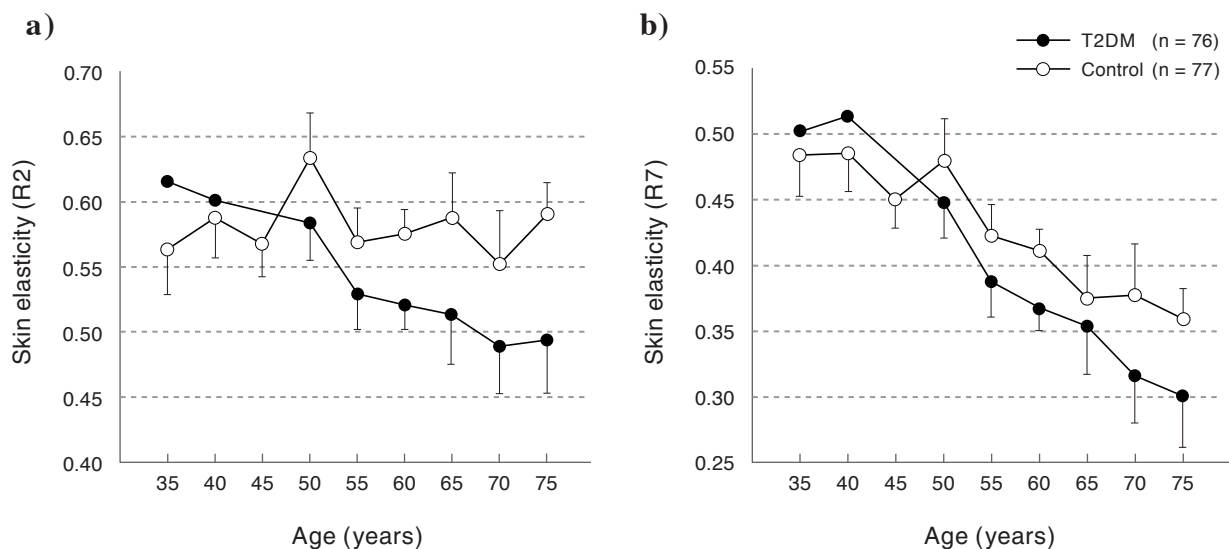 a)
0.70
0.65
0.60
0.55
0.50
0.45
0.40
Skin elasticity (R2)
35 40 45 50 55 60 65 70 75
Age (years)
b)
T2DM (n = 76)
Control (n = 77)
0.55
0.50
0.45
0.40
0.35
0.30
0.25
Skin elasticity (R7)
35 40 45 50 55 60 65 70 75
Age (years)